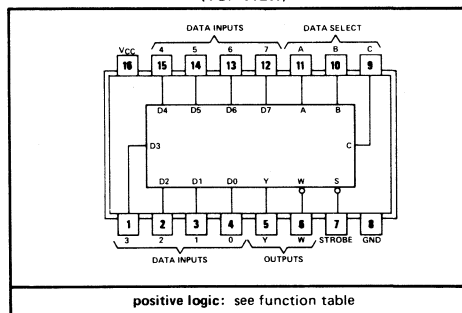 DATA INPUTS DATA SELECT
VCC 4 5 6 7 A B C
16 15 14 13 12 11 10 9
D4 D5 D6 D7 A B
D3 C
D2 D1 D0 Y W S
1 2 3 4 5 6 7 8
3 2 1 0 Y W STROBE GND
DATA INPUTS OUTPUTS
positive logic: see function table